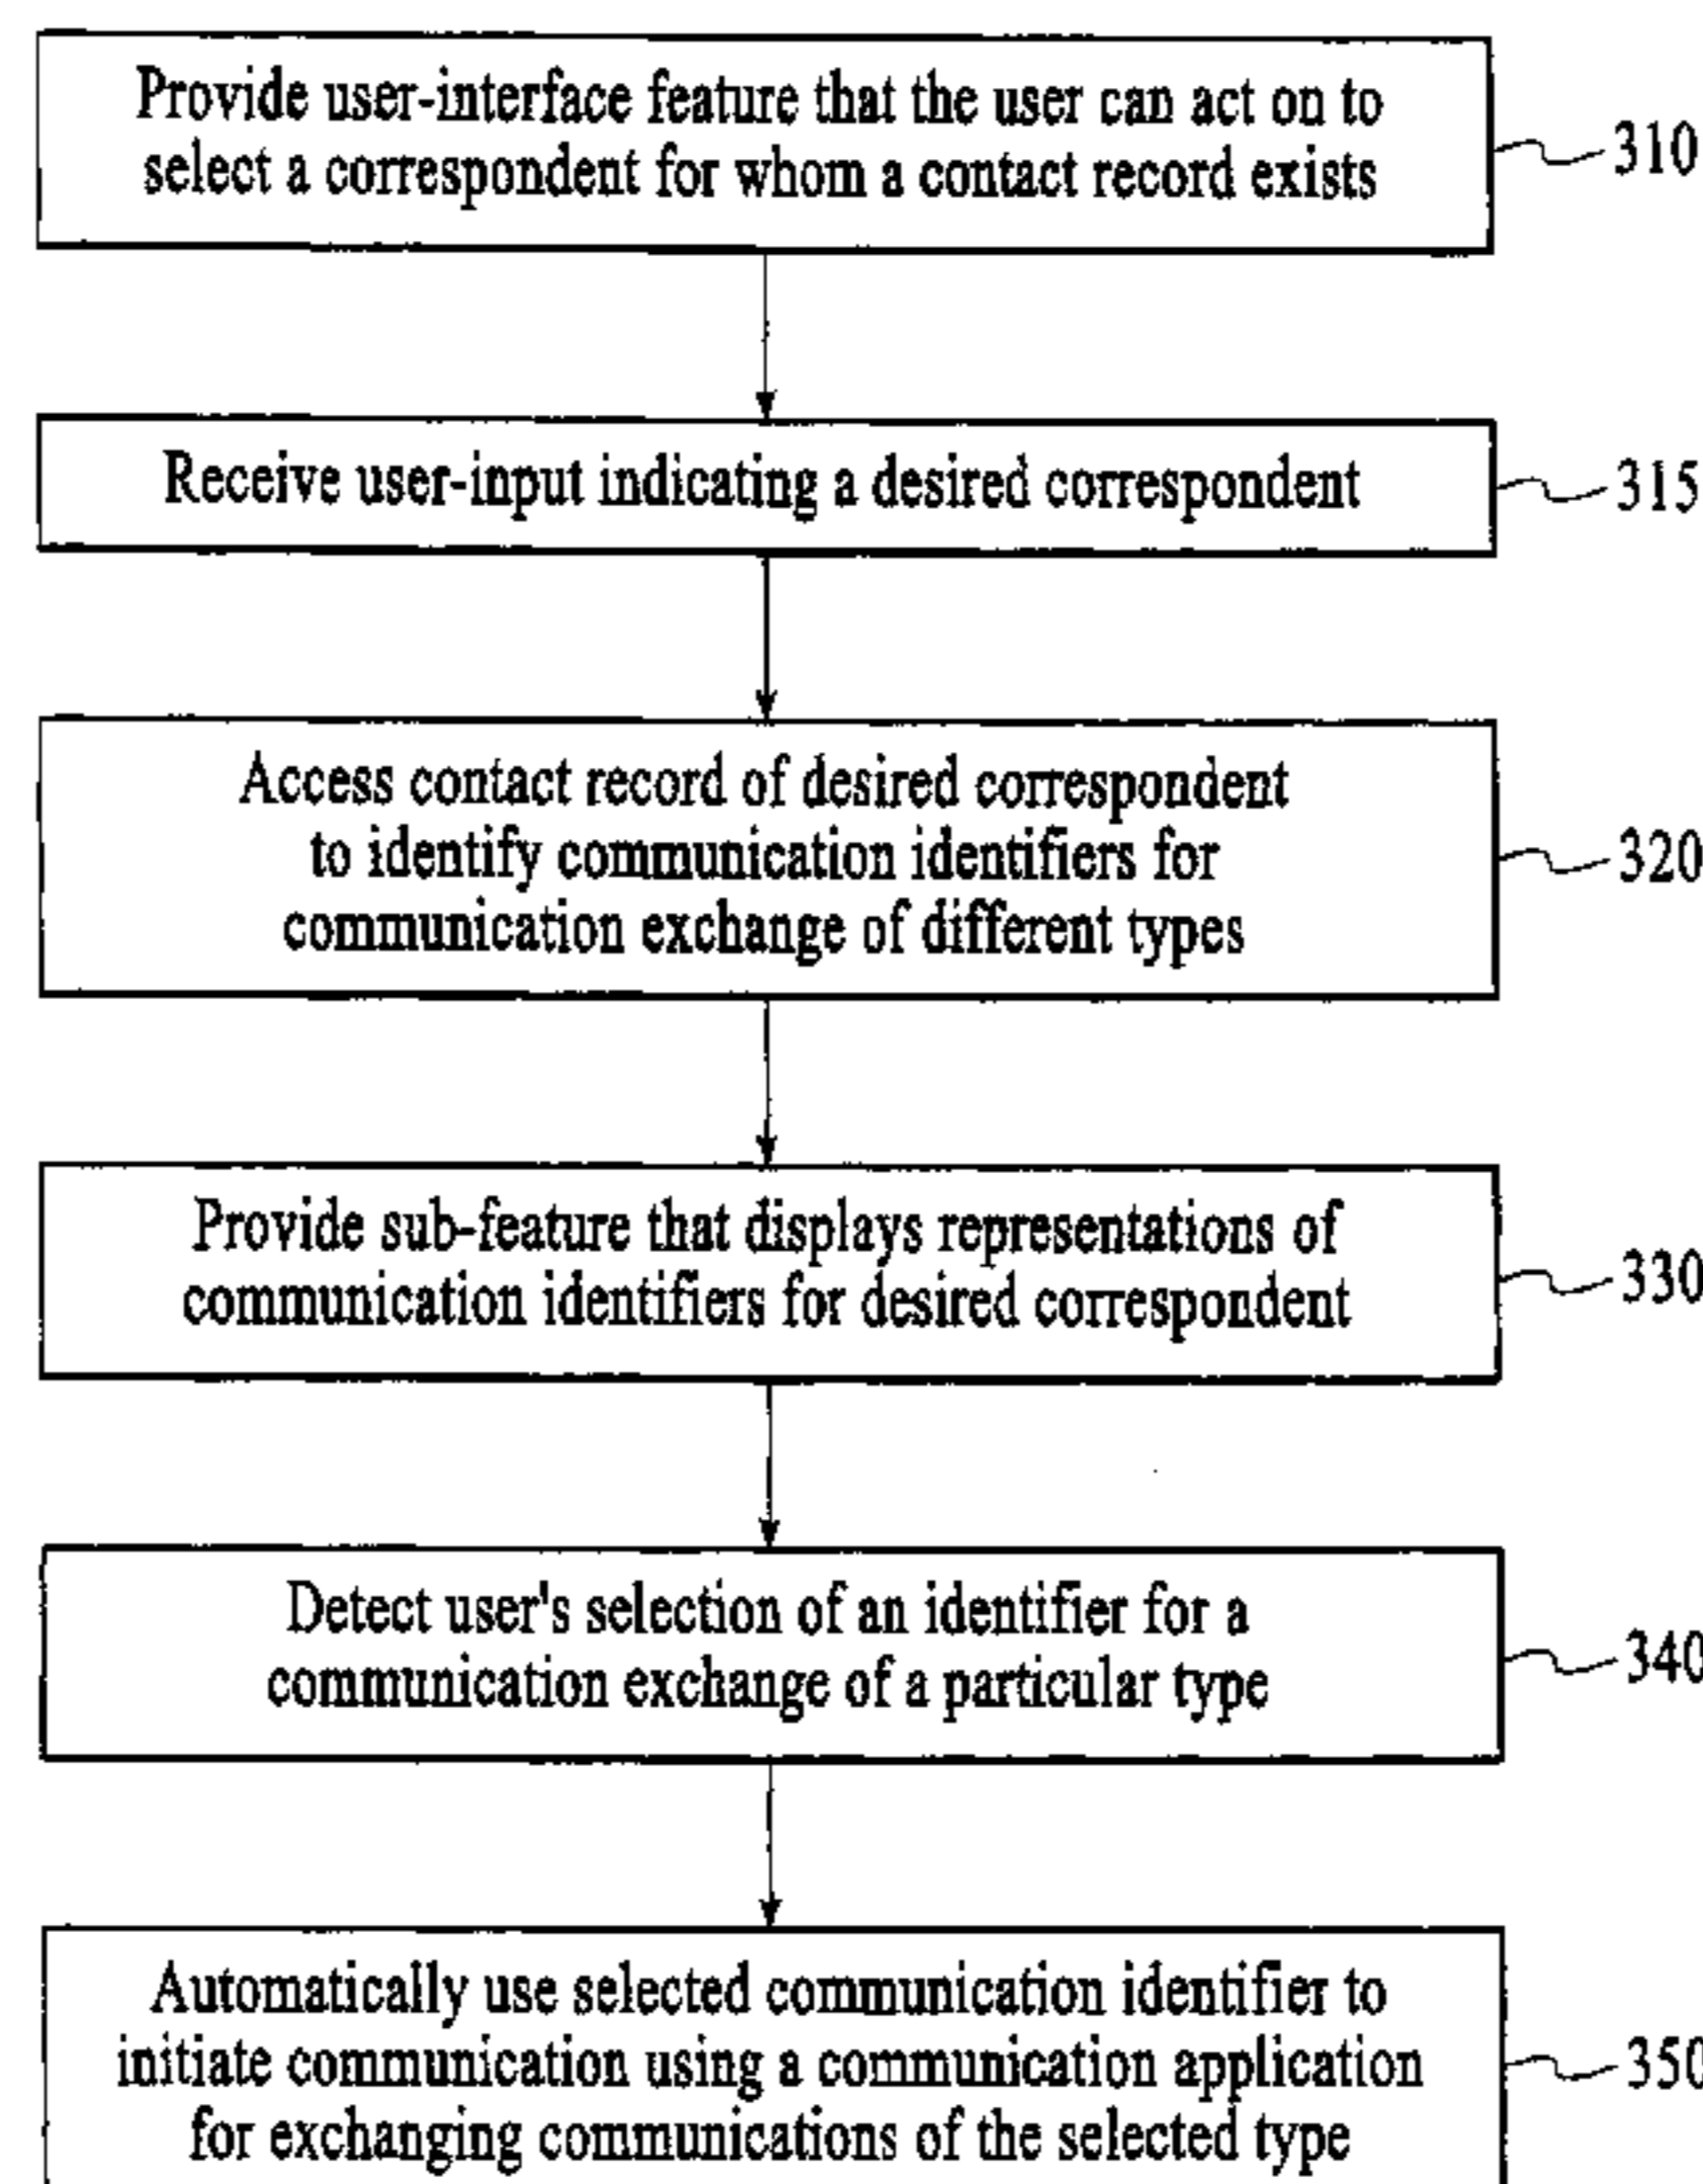 Provide user-interface feature that the user can act on to
select a correspondent for whom a contact record exists
310
Receive user-input indicating a desired correspondent
315
Access contact record of desired correspondent
to identify communication identifiers for
communication exchange of different types
320
Provide sub-feature that displays representations of
communication identifiers for desired correspondent
330
Detect user's selection of an identifier for a
communication exchange of a particular type
340
Automatically use selected communication identifier to
initiate communication using a communication application
for exchanging communications of the selected type
350